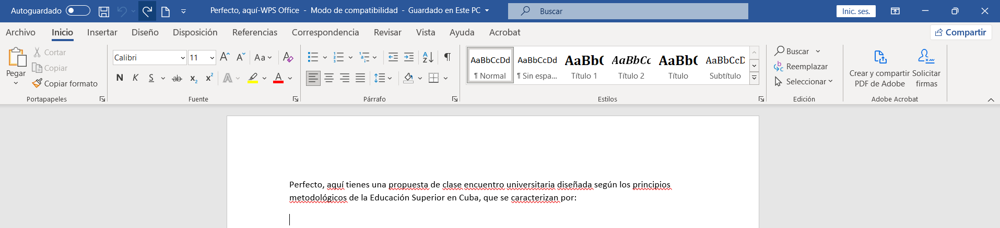 Autoguardado
Perfecto, aquí-WPS Office - Modo de compatibilidad - Guardado en Este PC
Buscar
Inic. ses.
Archivo Inicio Insertar Diseño Disposición Referencias Correspondencia Revisar Vista Ayuda Acrobat
Compartir
Pegar
Cortar
Copiar
Copiar formato
Portapapeles
Calibri 11 A A Aa A
N K S ab x₂ x² A A
Fuente
Párrafo
AaBbCcDd AaBbCcDd AaBb( AaBbCc AaBb( AaBbCcD
¶ Normal ¶ Sin espa... Título 1 Título 2 Título Subtítulo
Estilos
Buscar
Reemplazar
Seleccionar
Edición
Crear y compartir PDF de Adobe
Solicitar firmas
Adobe Acrobat
Perfecto, aquí tienes una propuesta de clase encuentro universitaria diseñada según los principios
metodológicos de la Educación Superior en Cuba, que se caracterizan por: